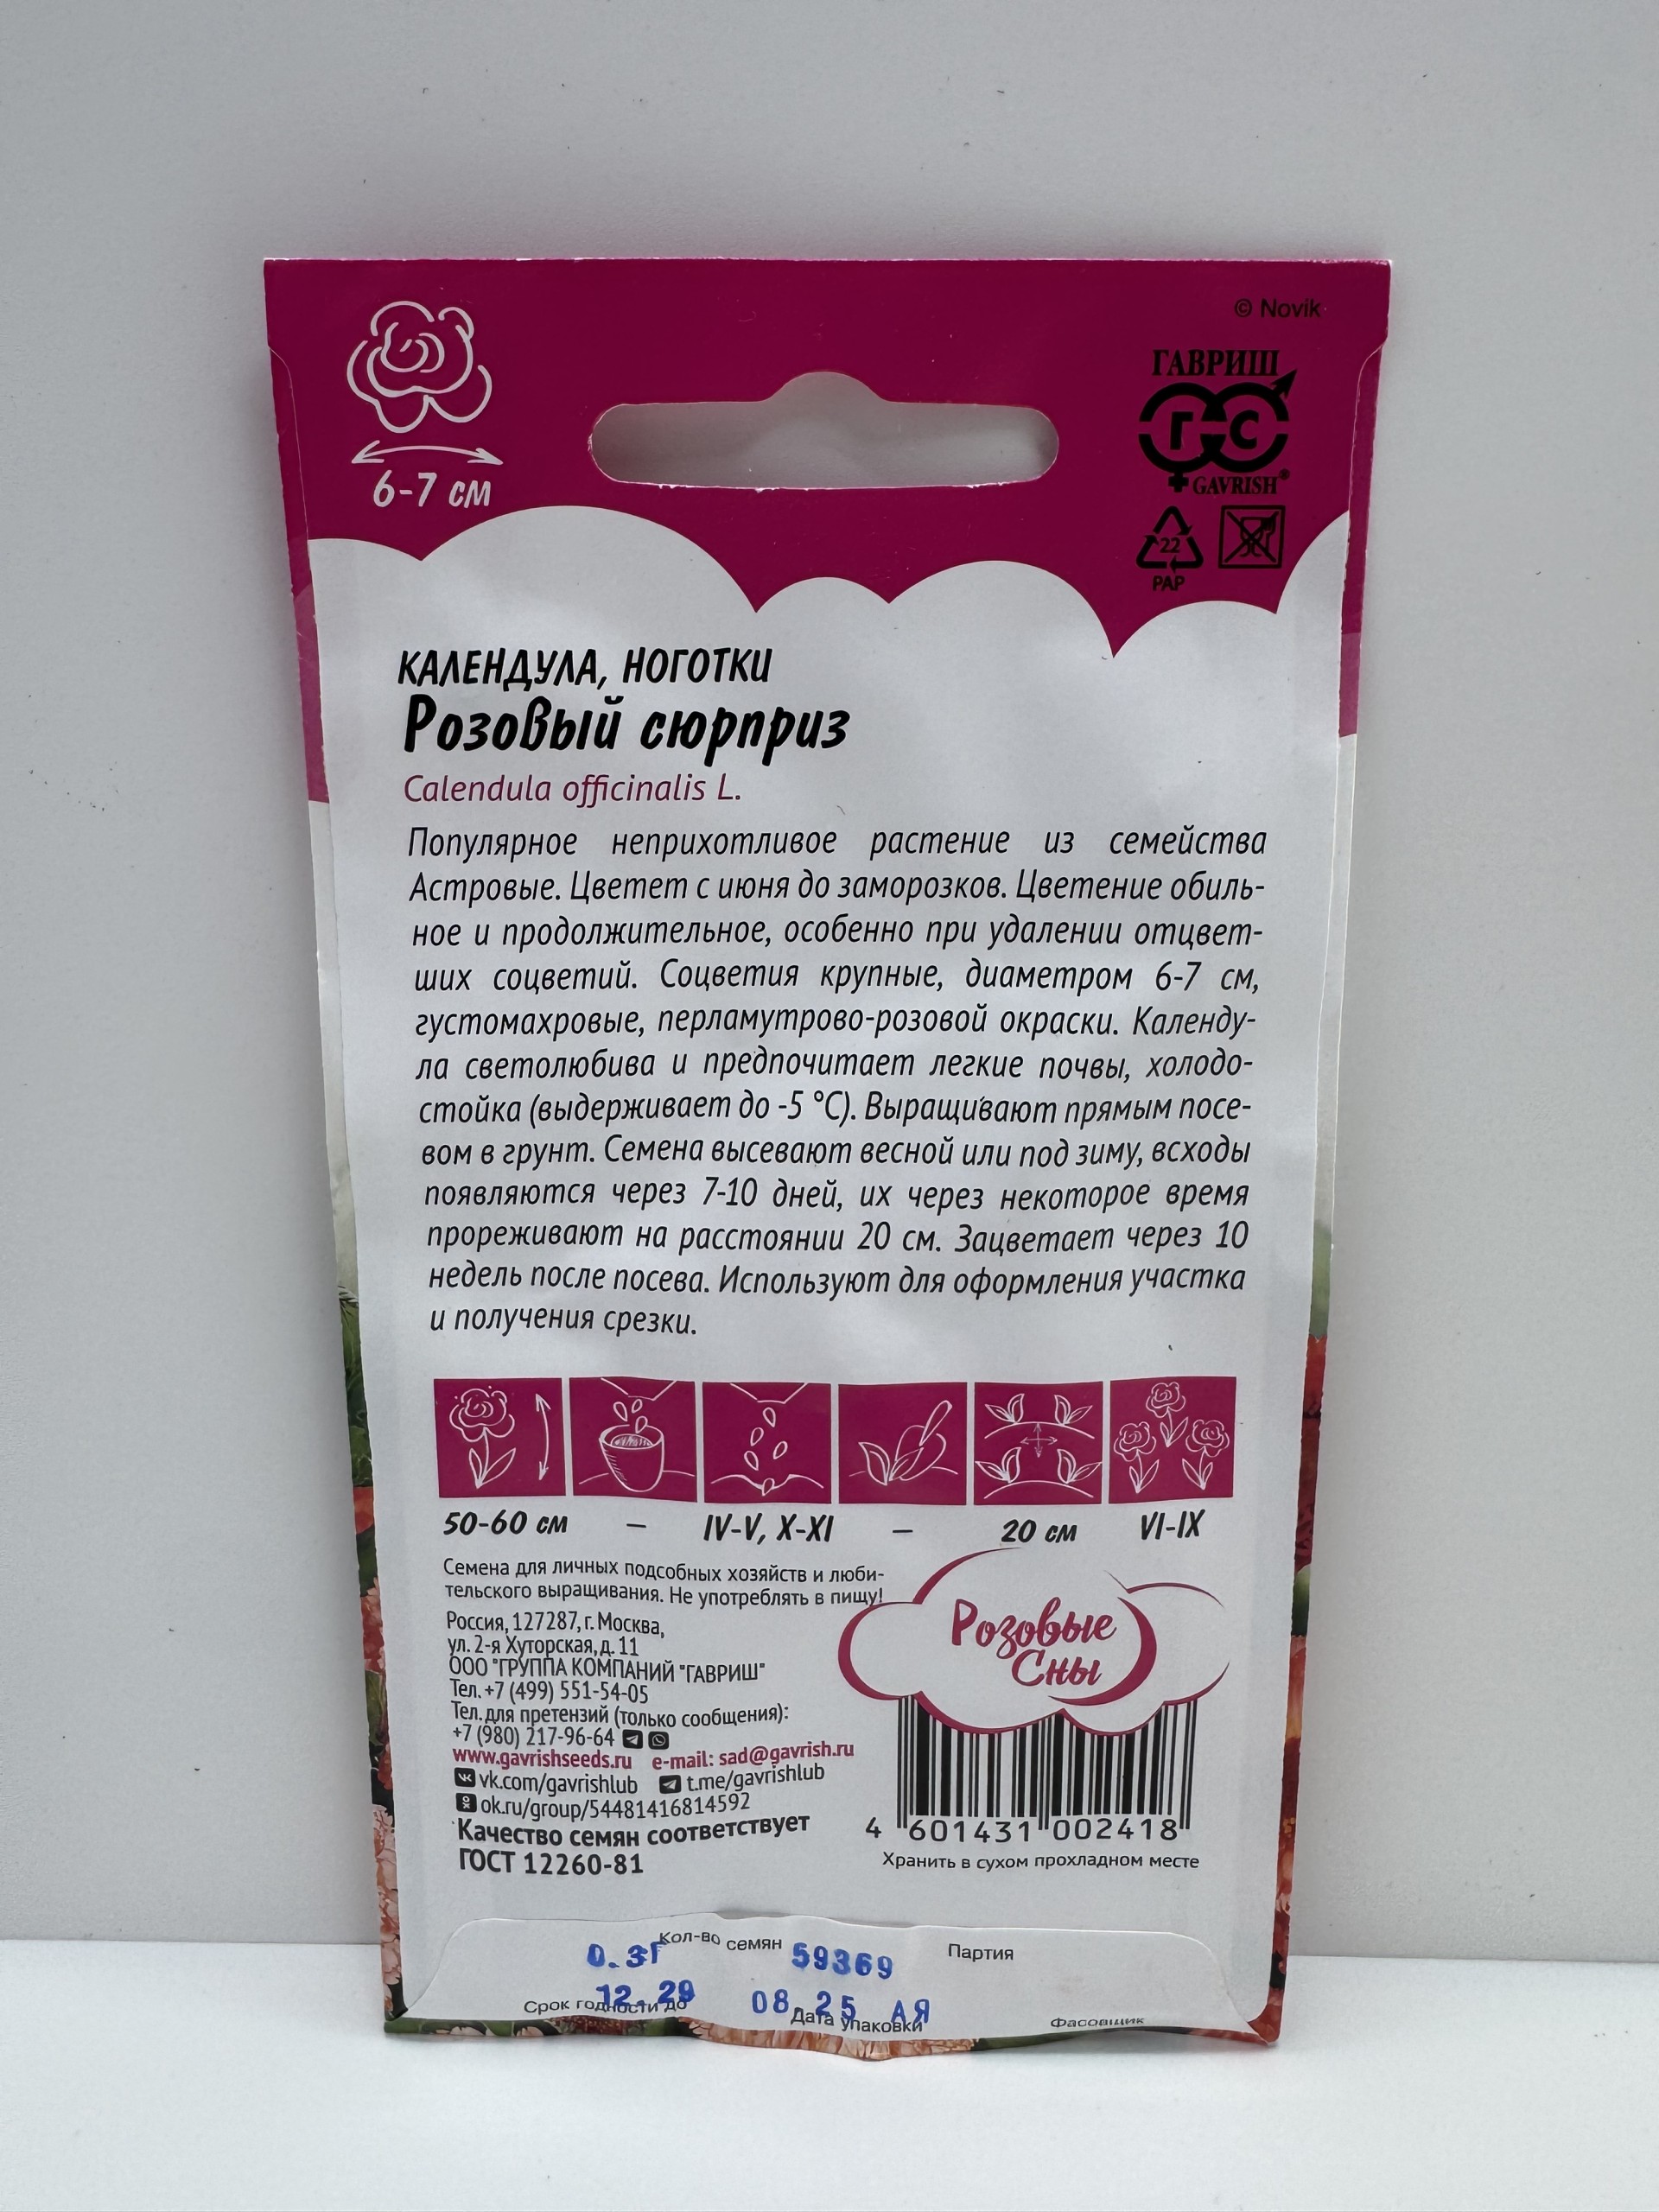 © Novik
ГАВРИШ
ГС
GAVRISH®
6-7 см
22
PAP
КАЛЕНДУЛА, НОГОТКИ
Розовый сюрприз
Calendula officinalis L.
Популярное неприхотливое растение из семейства
Астровые. Цветет с июня до заморозков. Цветение обиль-
ное и продолжительное, особенно при удалении отцвет-
ших соцветий. Соцветия крупные, диаметром 6-7 см,
густомахровые, перламутрово-розовой окраски. Календу-
ла светолюбива и предпочитает легкие почвы, холодо-
стойка (выдерживает до -5 °C). Выращивают прямым посе-
вом в грунт. Семена высевают весной или под зиму, всходы
появляются через 7-10 дней, их через некоторое время
прореживают на расстоянии 20 см. Зацветает через 10
недель после посева. Используют для оформления участка
и получения срезки.
50-60 см – IV-V, X-XI – 20 см VI-IX
Семена для личных подсобных хозяйств и люби-
тельского выращивания. Не употреблять в пищу!
Россия, 127287, г. Москва,
ул. 2-я Хуторская, д. 11
ООО "ГРУППА КОМПАНИЙ "ГАВРИШ"
Тел. +7 (499) 551-54-05
Тел. для претензий (только сообщения):
+7 (980) 217-96-64
www.gavrishseeds.ru e-mail: sad@gavrish.ru
vk.com/gavrishlub t.me/gavrishlub
ok.ru/group/54481416814592
Качество семян соответствует
ГОСТ 12260-81
Розовые
Сны
4 601431 002418
Хранить в сухом прохладном месте
Кол-во семян Партия
0.3Г 59369
12.29 08.25 АЯ
Срок годности до Дата упаковки Фасовщик